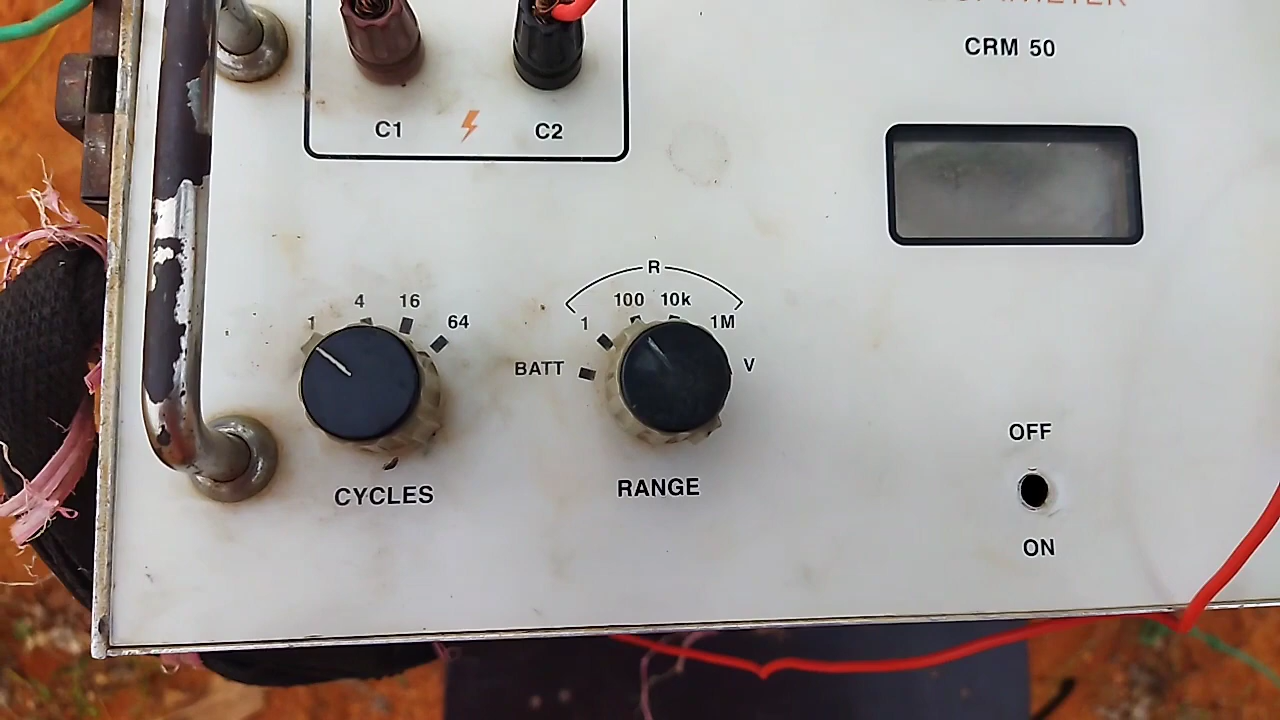 CRM 50
C1 C2
R
1 4 16 64
1 100 10k 1M
BATT V
OFF
CYCLES RANGE
ON